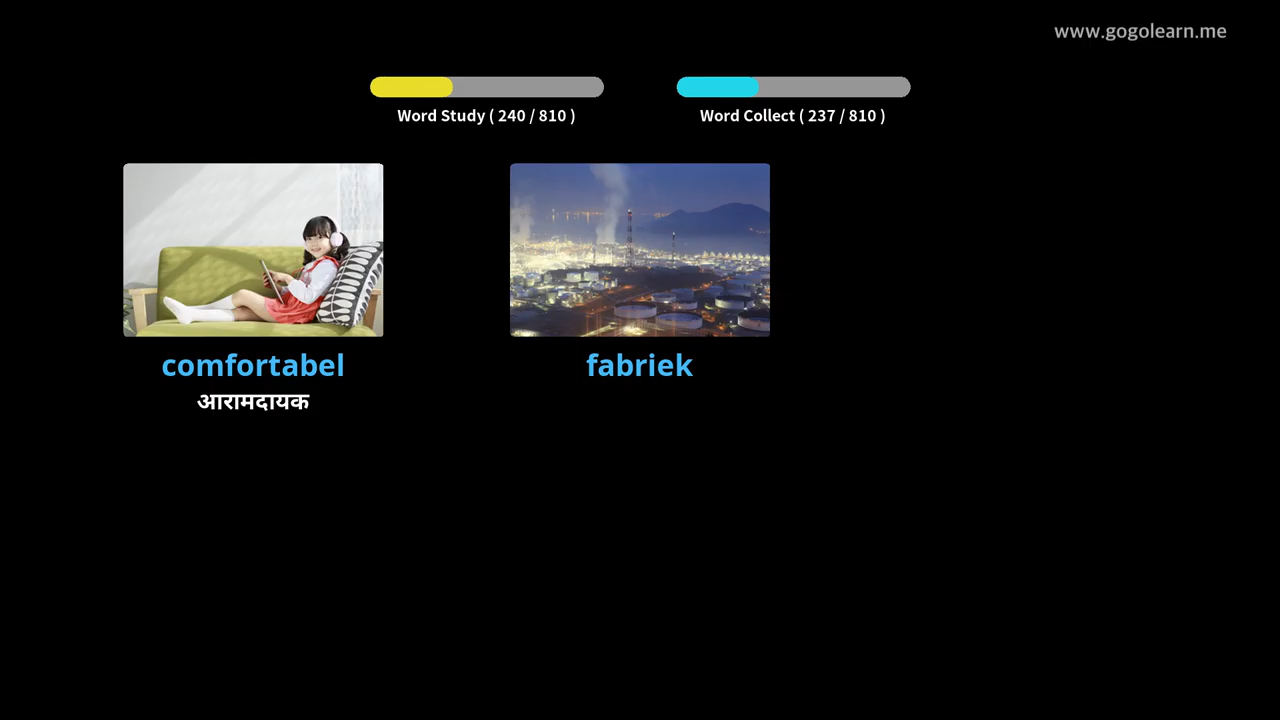 www.gogolearn.me
Word Study ( 240 / 810 )
Word Collect ( 237 / 810 )
comfortabel
fabriek
आरामदायक